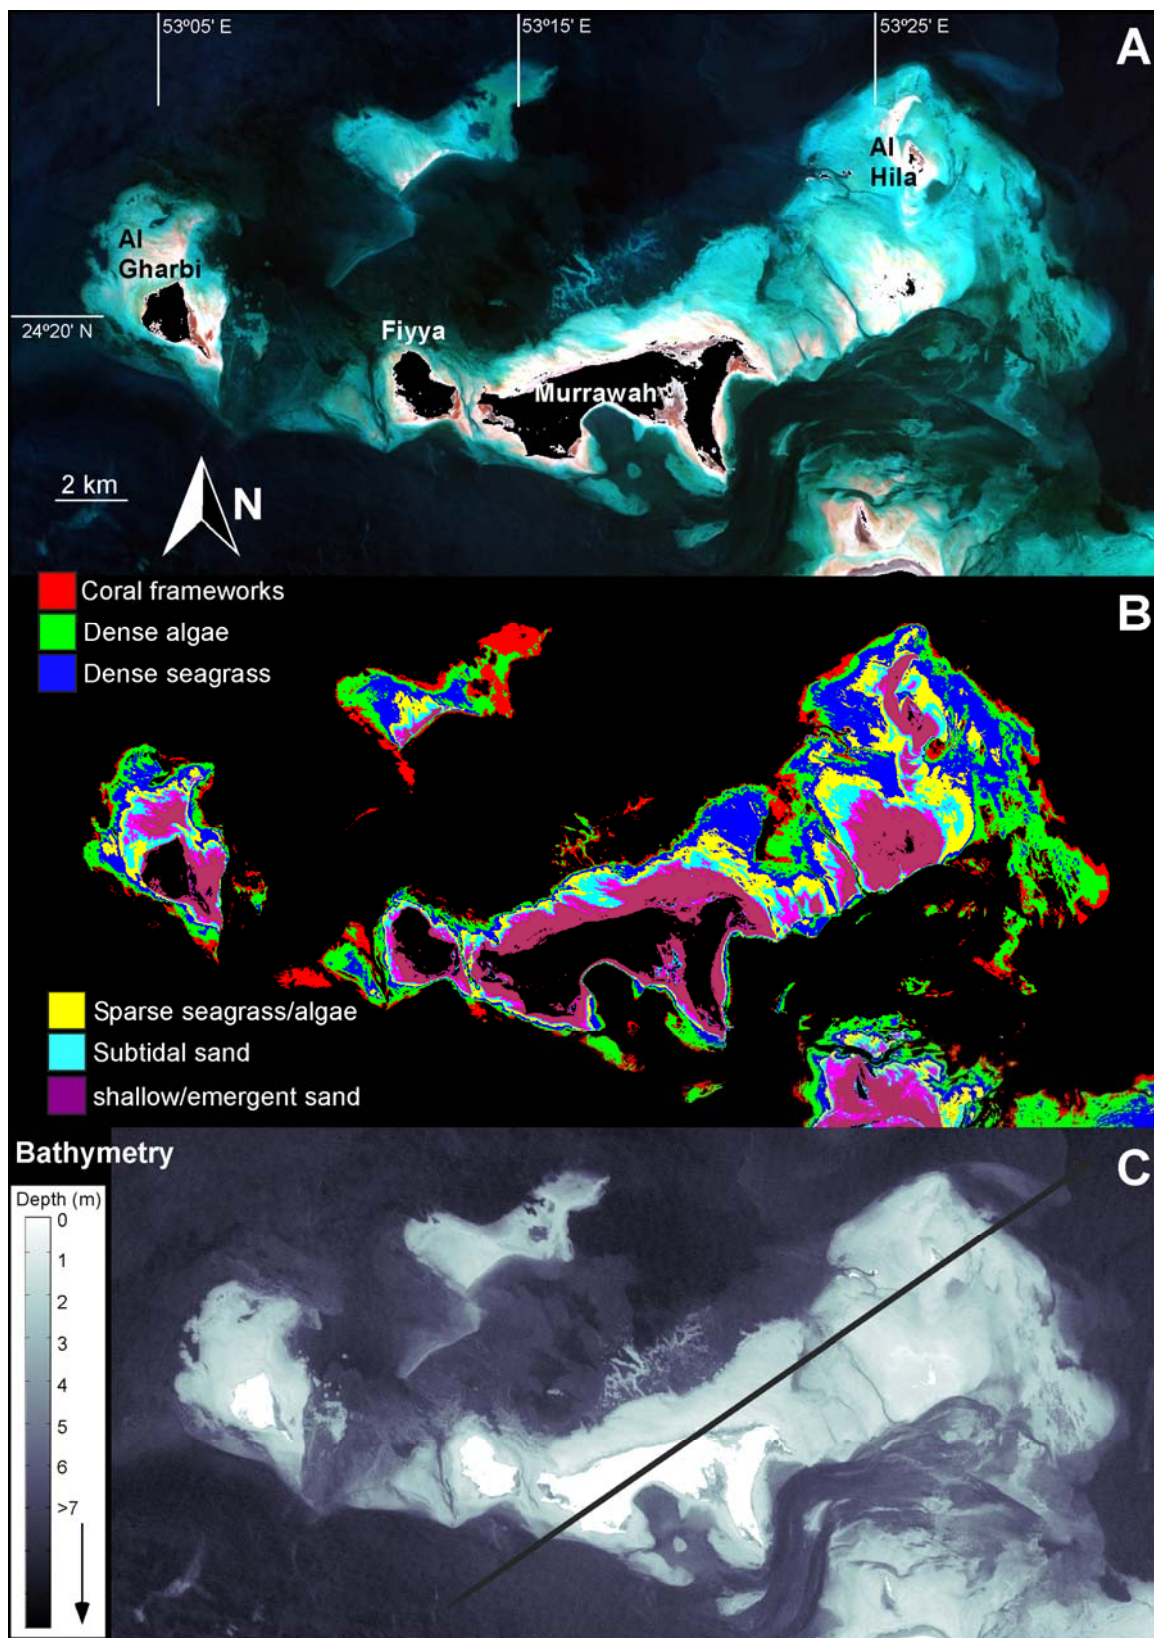 53º05' E
53º15' E
53º25' E
A
Al
Hila
Al
Gharbi
24º20' N
Fiyya
Murrawah
2 km
N
Coral frameworks
B
Dense algae
Dense seagrass
Sparse seagrass/algae
Subtidal sand
shallow/emergent sand
Bathymetry
C
Depth (m)
0
1
2
3
4
5
6
>7